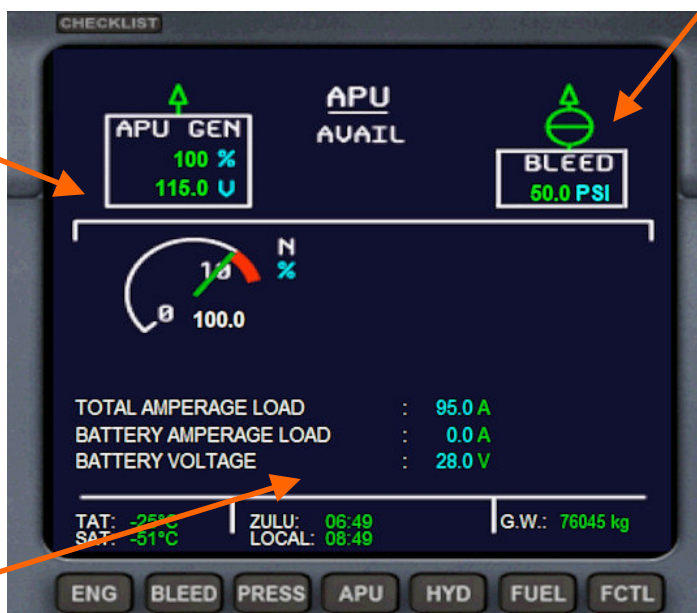 CHECKLIST
APU
AVAIL
APU GEN
100 %
115.0 V
BLEED
50.0 PSI
N
%
10
0
100.0
TOTAL AMPERAGE LOAD : 95.0 A
BATTERY AMPERAGE LOAD : 0.0 A
BATTERY VOLTAGE : 28.0 V
TAT: -25°C ZULU: 06:49 G.W.: 76045 kg
SAT: -51°C LOCAL: 08:49
ENG BLEED PRESS APU HYD FUEL FCTL